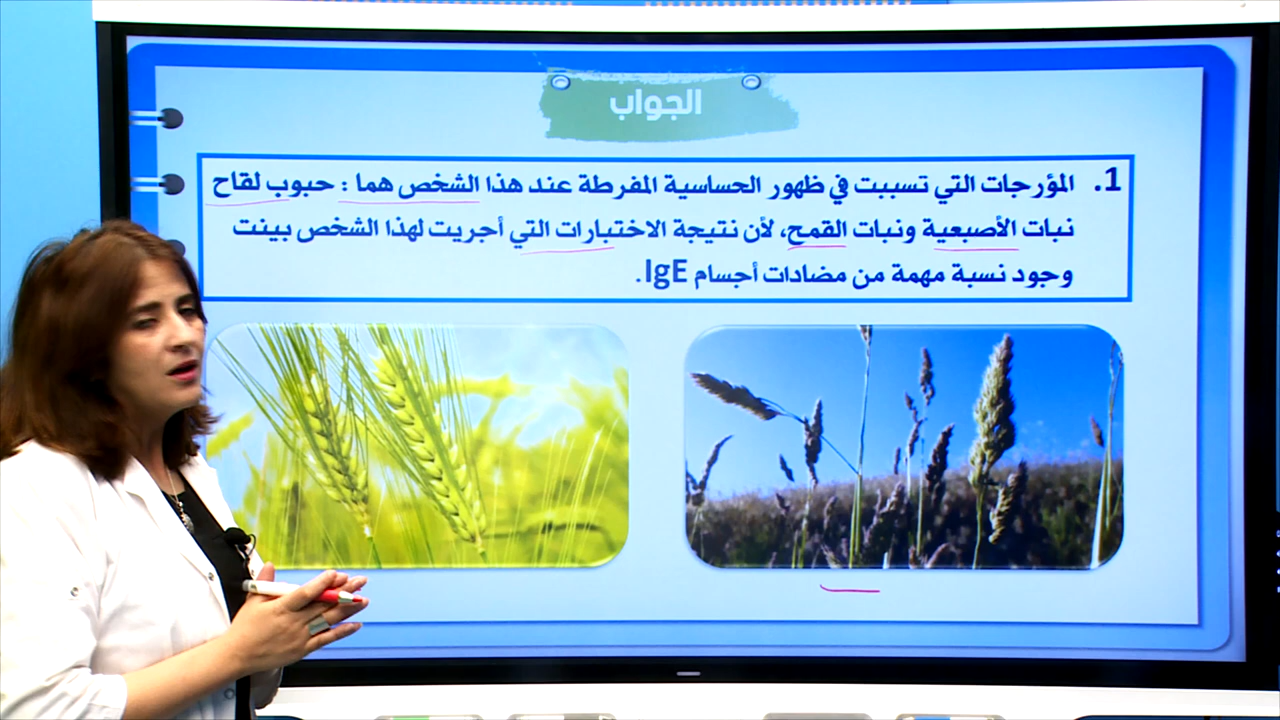 الجواب
1. المؤرجات التي تسببت في ظهور الحساسية المفرطة عند هذا الشخص هما : حبوب لقاح
نبات الأصبعية ونبات القمح، لأن نتيجة الاختبارات التي أجريت لهذا الشخص بينت
وجود نسبة مهمة من مضادات أجسام IgE.